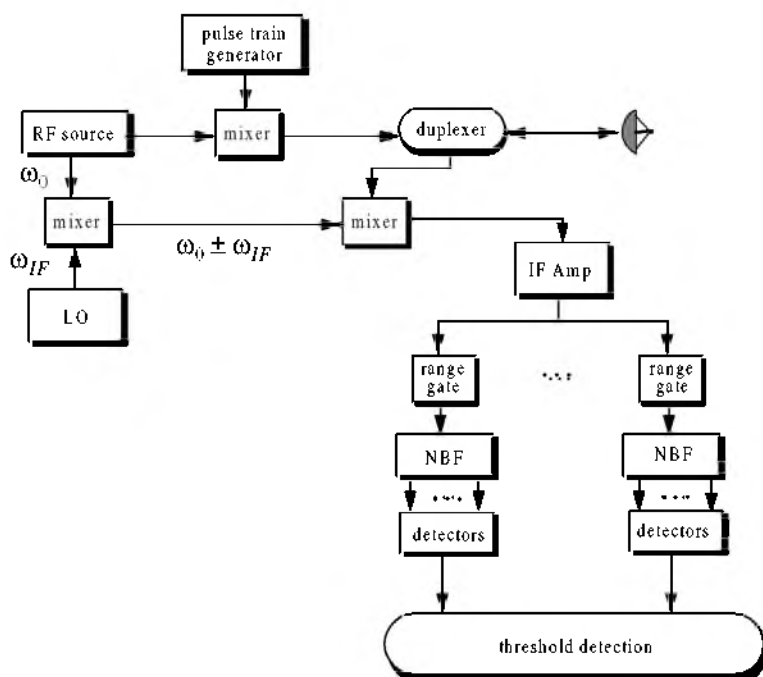 pulse train
generator
RF source
mixer
duplexer
ω0
mixer
mixer
ωIF
ω0 ± ωIF
IF Amp
LO
range
gate
. . . .
range
gate
NBF
NBF
. . . .
. . . .
detectors
detectors
threshold detection